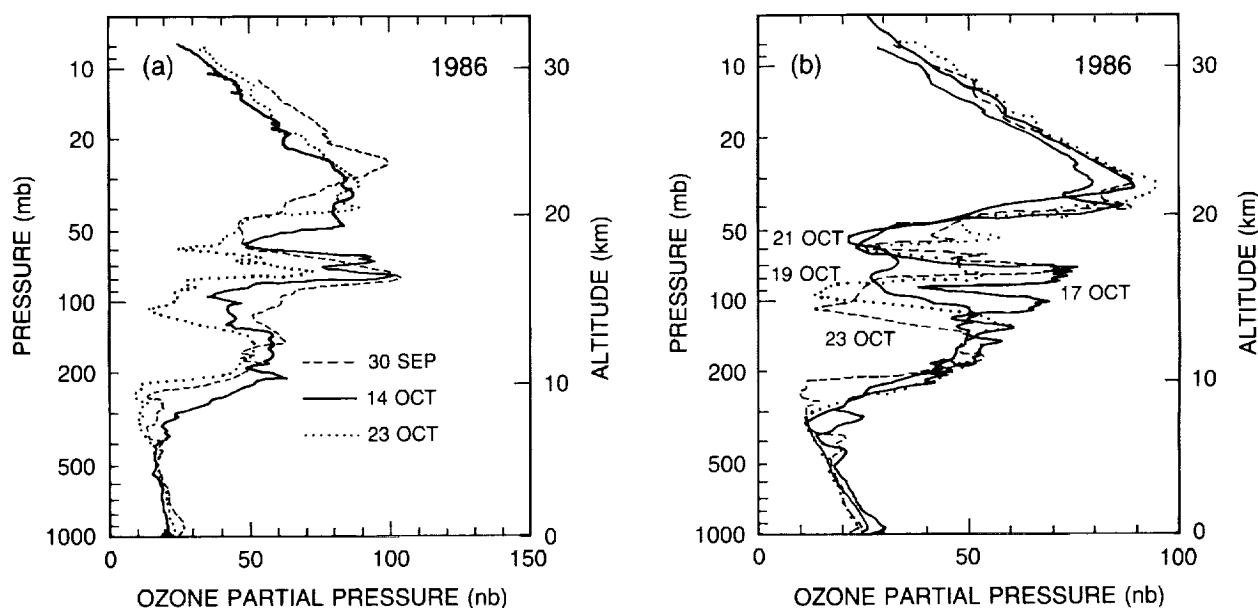 (a)
1986
10
20
50
100
200
500
1000
PRESSURE (mb)
30
20
10
0
ALTITUDE (km)
30 SEP
14 OCT
23 OCT
0
50
100
150
OZONE PARTIAL PRESSURE (nb)
(b)
1986
10
20
50
100
200
500
1000
PRESSURE (mb)
30
20
10
0
ALTITUDE (km)
21 OCT
19 OCT
17 OCT
23 OCT
0
50
100
OZONE PARTIAL PRESSURE (nb)